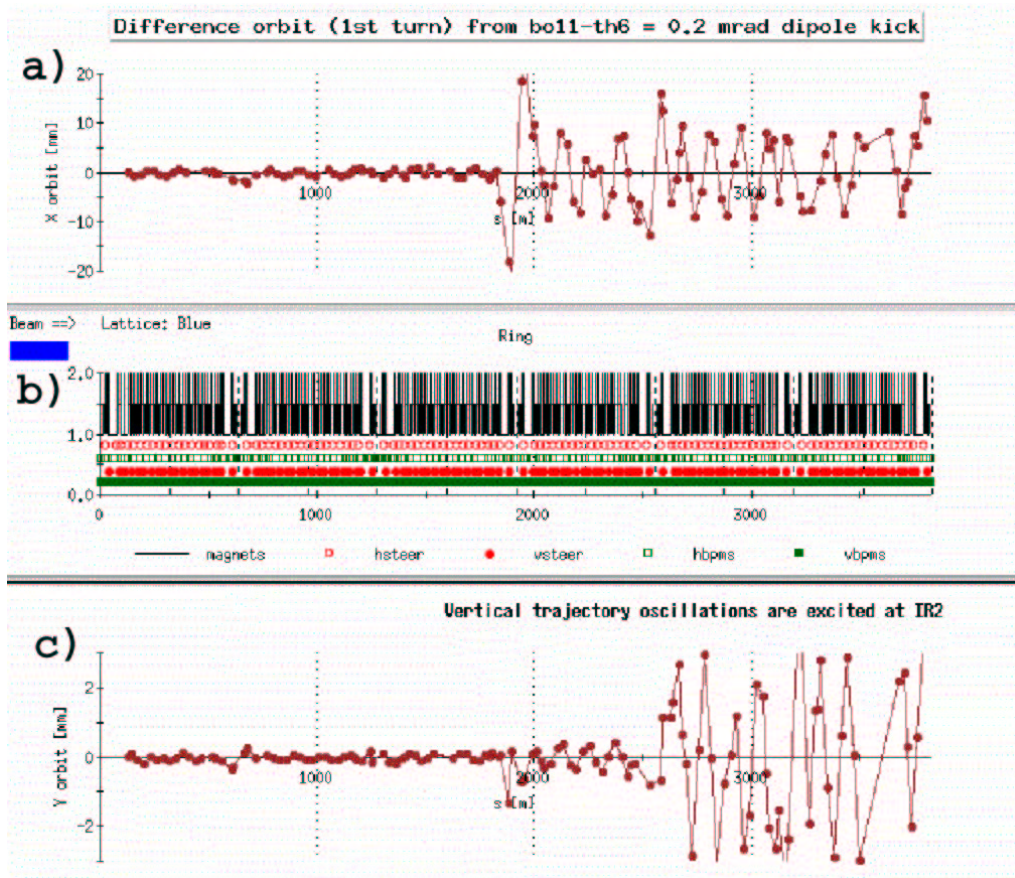 Difference orbit (1st turn) from bo11-th6 = 0.2 mrad dipole kick
a)
20
10
0
-10
-20
X orbit [mm]
1000
2000
3000
s [m]
Beam ==> Lattice: Blue
Ring
b)
2.0
1.0
0.0
0
1000
2000
3000
magnets
hsteer
vsteer
hbpms
vbpms
Vertical trajectory oscillations are excited at IR2
c)
2
0
-2
Y orbit [mm]
1000
2000
3000
s [m]